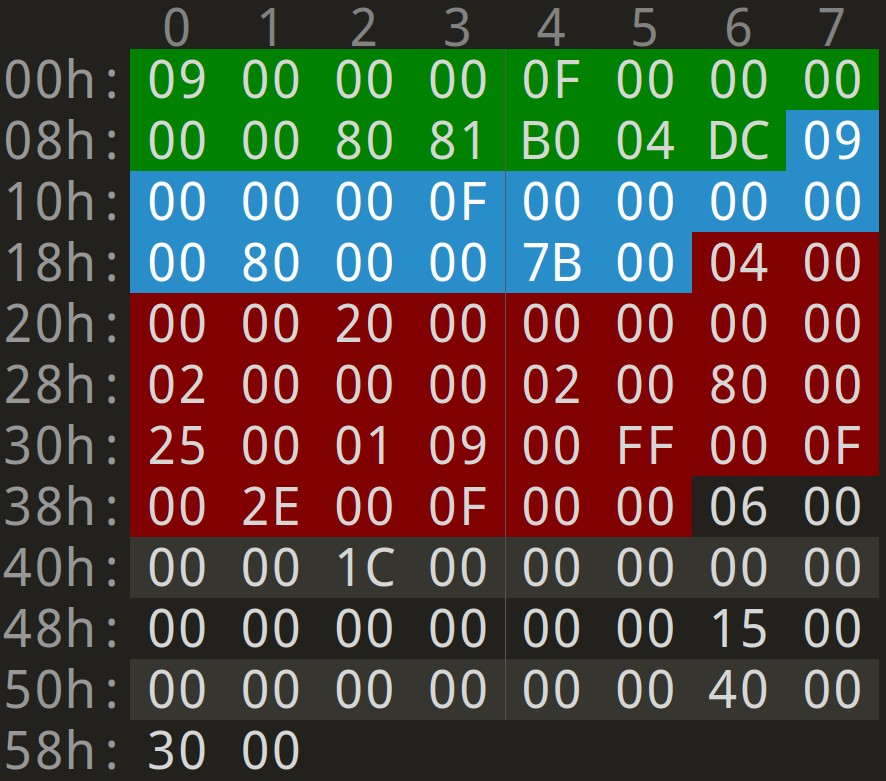 0 1 2 3 4 5 6 7
00h: 09 00 00 00 0F 00 00 00
08h: 00 00 80 81 B0 04 DC 09
10h: 00 00 00 0F 00 00 00 00
18h: 00 80 00 00 7B 00 04 00
20h: 00 00 20 00 00 00 00 00
28h: 02 00 00 00 02 00 80 00
30h: 25 00 01 09 00 FF 00 0F
38h: 00 2E 00 0F 00 00 06 00
40h: 00 00 1C 00 00 00 00 00
48h: 00 00 00 00 00 00 15 00
50h: 00 00 00 00 00 00 40 00
58h: 30 00